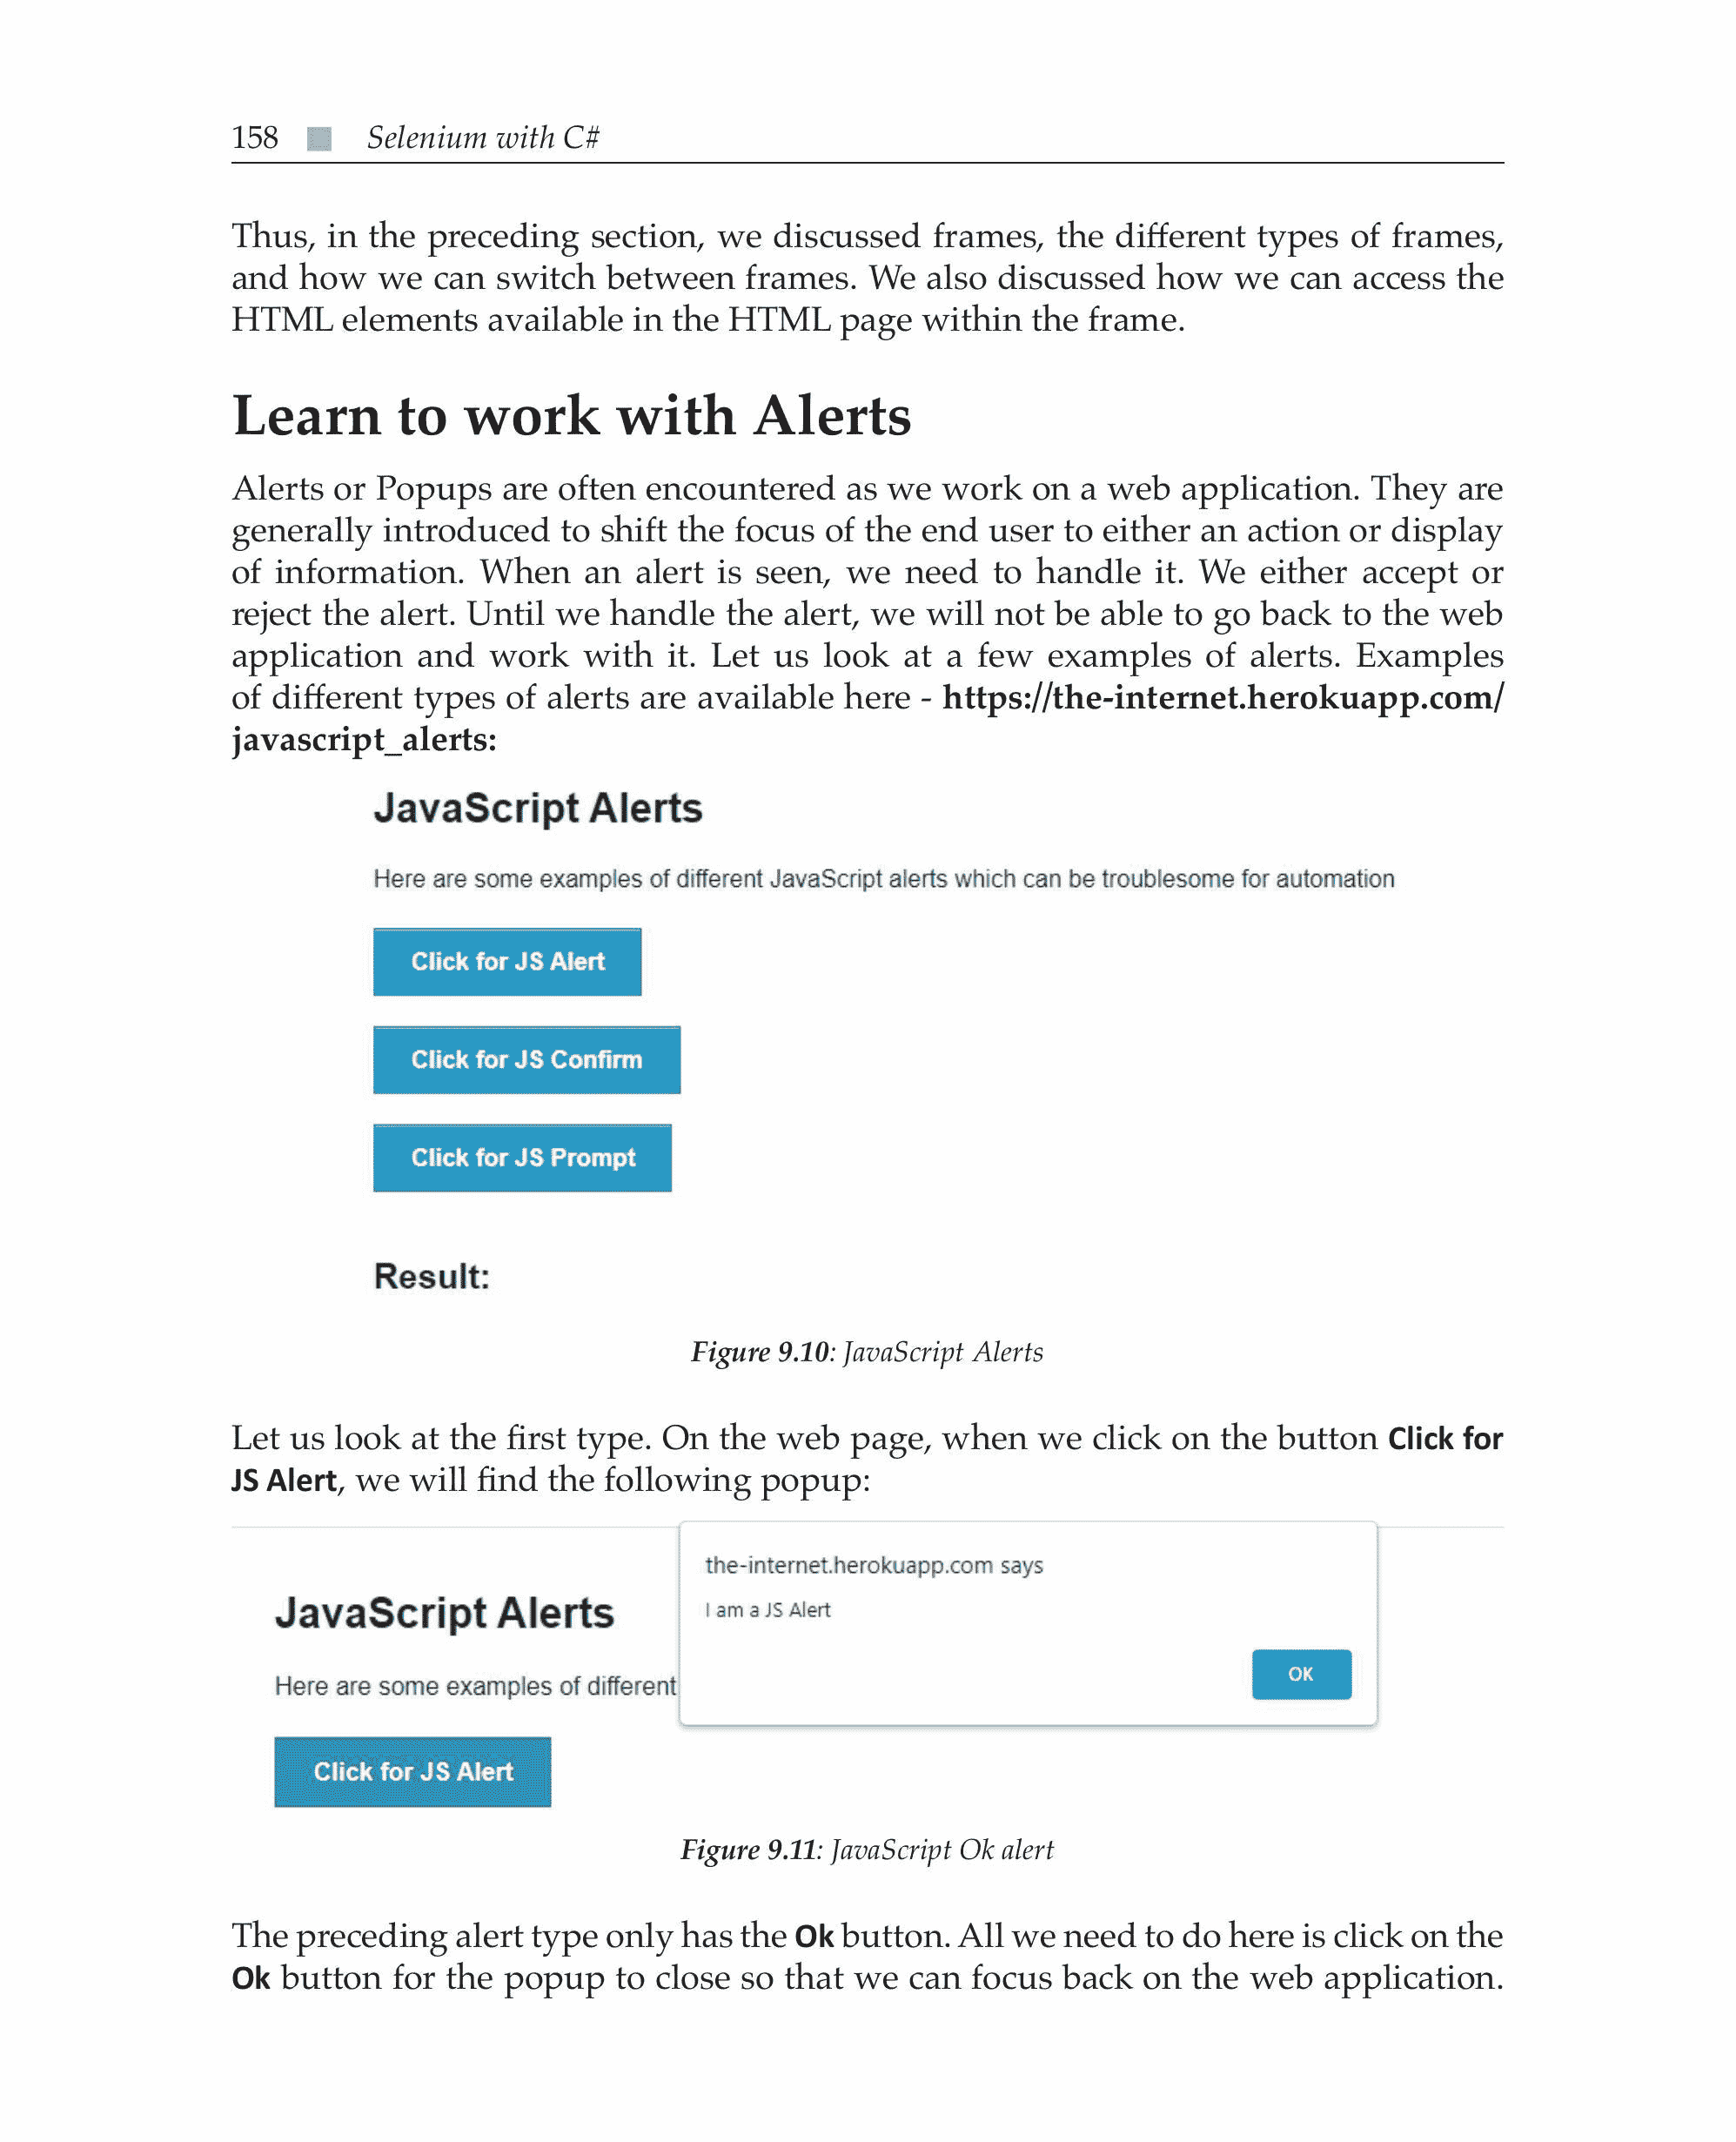 158 Selenium with C#
Thus, in the preceding section, we discussed frames, the different types of frames,
and how we can switch between frames. We also discussed how we can access the
HTML elements available in the HTML page within the frame.
Learn to work with Alerts
Alerts or Popups are often encountered as we work on a web application. They are
generally introduced to shift the focus of the end user to either an action or display
of information. When an alert is seen, we need to handle it. We either accept or
reject the alert. Until we handle the alert, we will not be able to go back to the web
application and work with it. Let us look at a few examples of alerts. Examples
of different types of alerts are available here - https://the-internet.herokuapp.com/
javascript_alerts:
JavaScript Alerts
Here are some examples of different JavaScript alerts which can be troublesome for automation
Click for JS Alert
Click for JS Confirm
Click for JS Prompt
Result:
Figure 9.10: JavaScript Alerts
Let us look at the first type. On the web page, when we click on the button Click for
JS Alert, we will find the following popup:
the-internet.herokuapp.com says
I am a JS Alert
OK
JavaScript Alerts
Here are some examples of different
Click for JS Alert
Figure 9.11: JavaScript Ok alert
The preceding alert type only has the Ok button. All we need to do here is click on the
Ok button for the popup to close so that we can focus back on the web application.